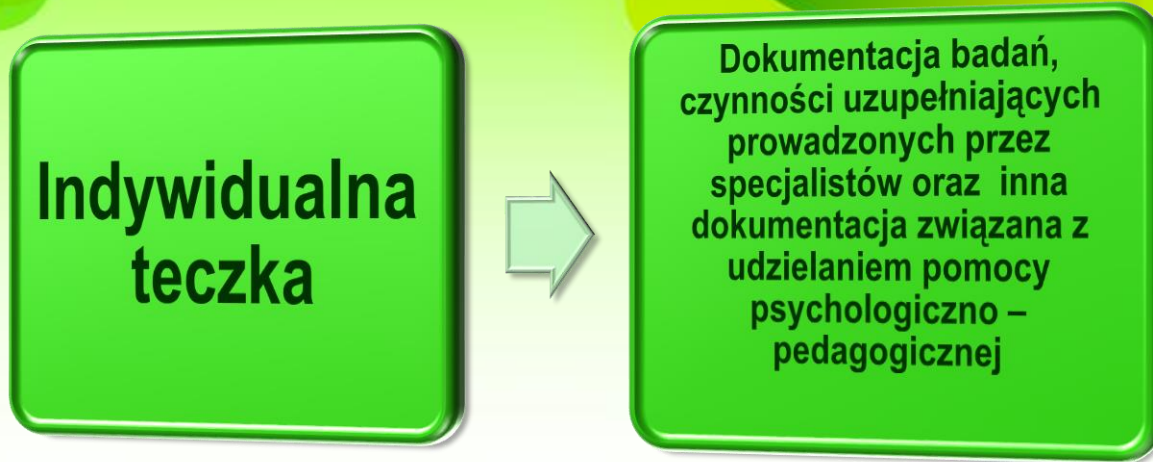 Indywidualna
teczka
Dokumentacja badań,
czynności uzupełniających
prowadzonych przez
specjalistów oraz inna
dokumentacja związana z
udzielaniem pomocy
psychologiczno –
pedagogicznej